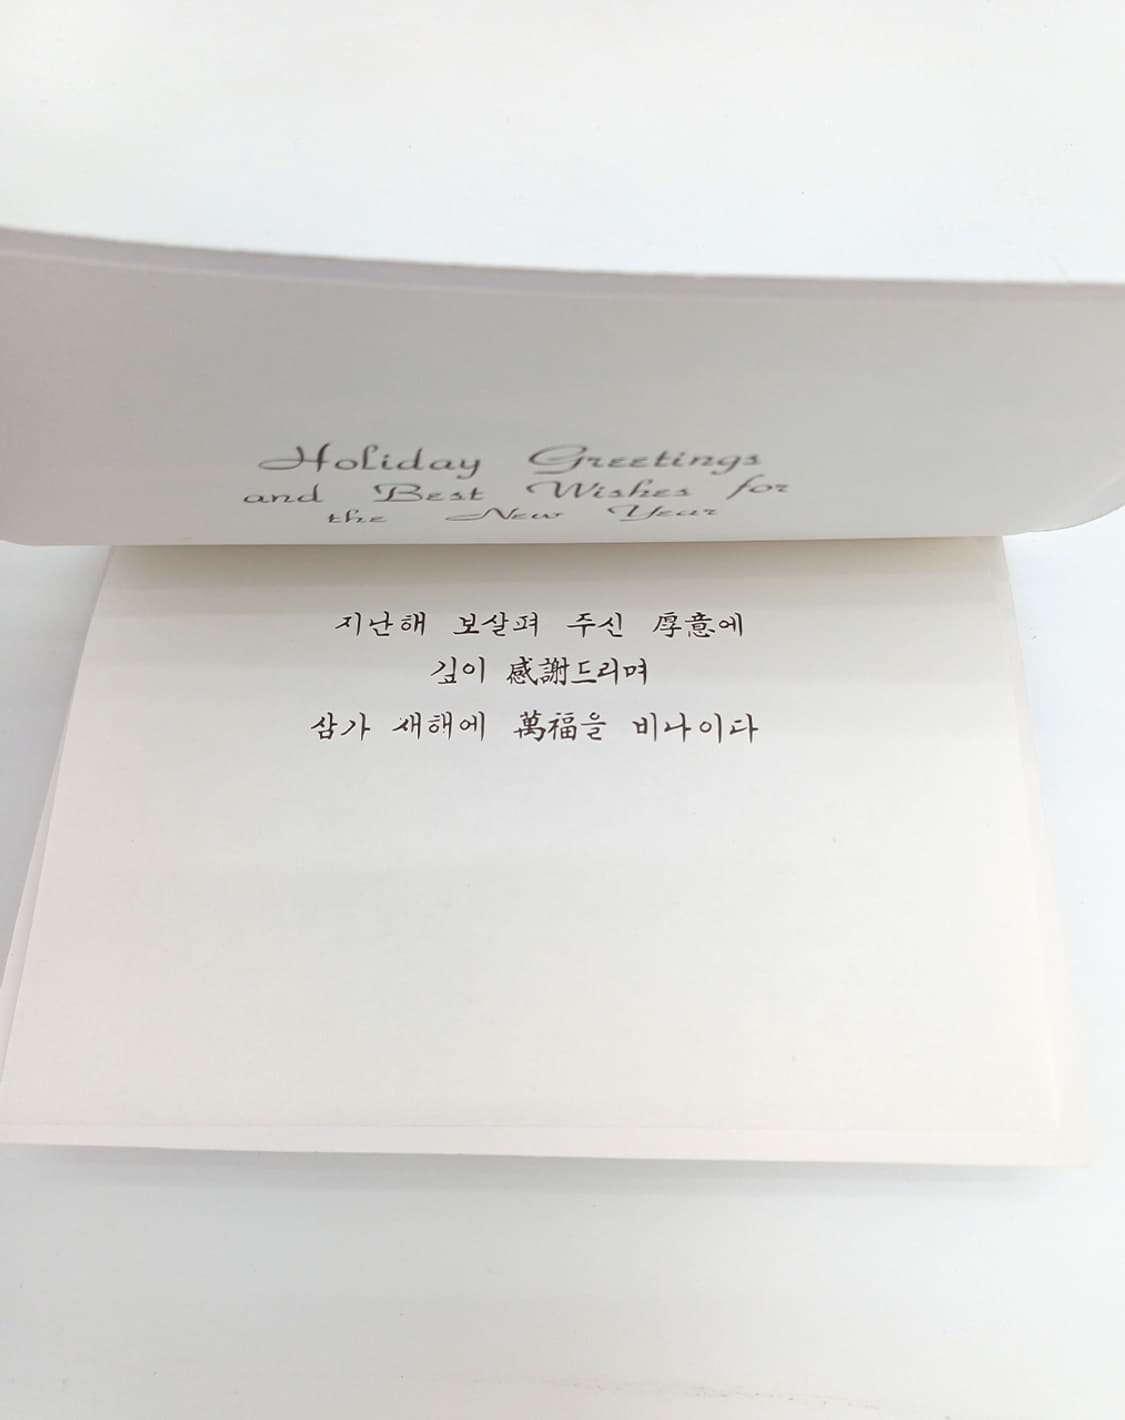 Holiday Greetings
and Best Wishes for
the New Year
지난해 보살펴 주신 厚意에
깊이 感謝드리며
삼가 새해에 萬福을 비나이다